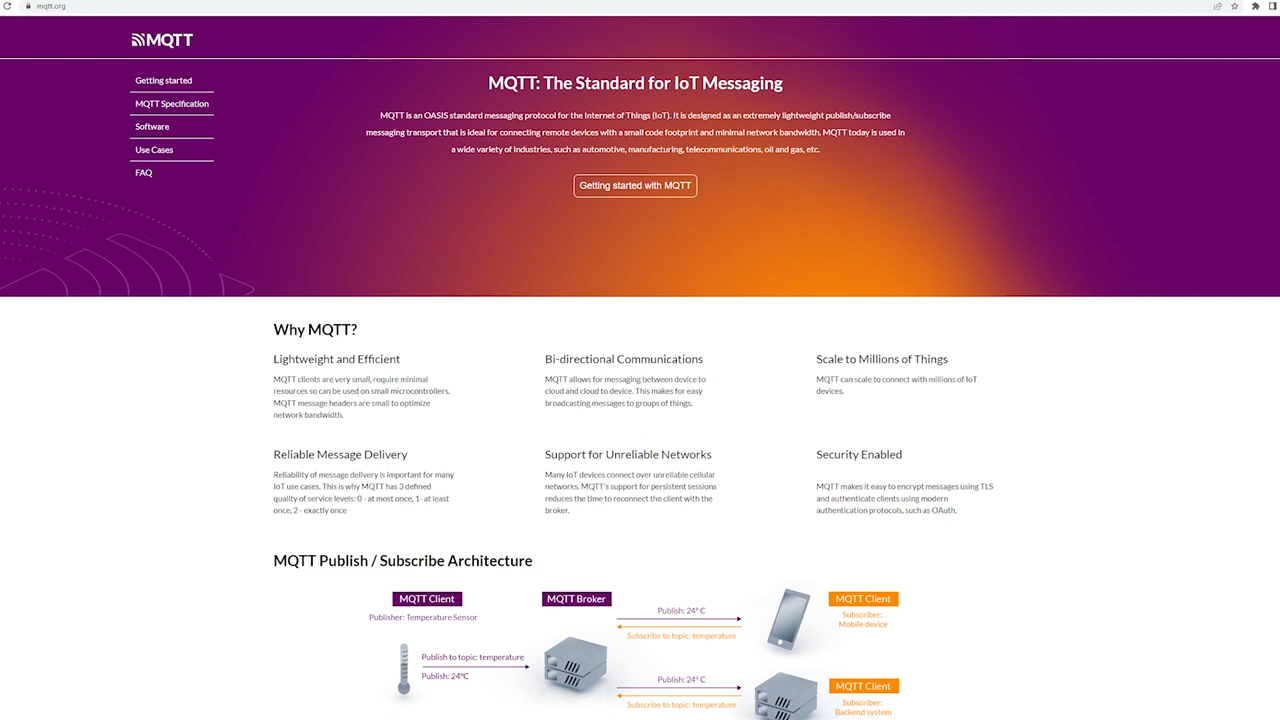 mqtt.org
MQTT
Getting started
MQTT Specification
Software
Use Cases
FAQ
MQTT: The Standard for IoT Messaging
MQTT is an OASIS standard messaging protocol for the Internet of Things (IoT). It is designed as an extremely lightweight publish/subscribe
messaging transport that is ideal for connecting remote devices with a small code footprint and minimal network bandwidth. MQTT today is used in
a wide variety of industries, such as automotive, manufacturing, telecommunications, oil and gas, etc.
Getting started with MQTT
Why MQTT?
Lightweight and Efficient
MQTT clients are very small, require minimal
resources so can be used on small microcontrollers.
MQTT message headers are small to optimize
network bandwidth.
Bi-directional Communications
MQTT allows for messaging between device to
cloud and cloud to device. This makes for easy
broadcasting messages to groups of things.
Scale to Millions of Things
MQTT can scale to connect with millions of IoT
devices.
Reliable Message Delivery
Reliability of message delivery is important for many
IoT use cases. This is why MQTT has 3 defined
quality of service levels: 0 - at most once, 1- at least
once, 2 - exactly once
Support for Unreliable Networks
Many IoT devices connect over unreliable cellular
networks. MQTT's support for persistent sessions
reduces the time to reconnect the client with the
broker.
Security Enabled
MQTT makes it easy to encrypt messages using TLS
and authenticate clients using modern
authentication protocols, such as OAuth.
MQTT Publish / Subscribe Architecture
MQTT Client
Publisher: Temperature Sensor
Publish to topic: temperature
Publish: 24°C
MQTT Broker
Publish: 24° C
Subscribe to topic: temperature
MQTT Client
Subscriber:
Mobile device
Publish: 24° C
Subscribe to topic: temperature
MQTT Client
Subscriber:
Backend system